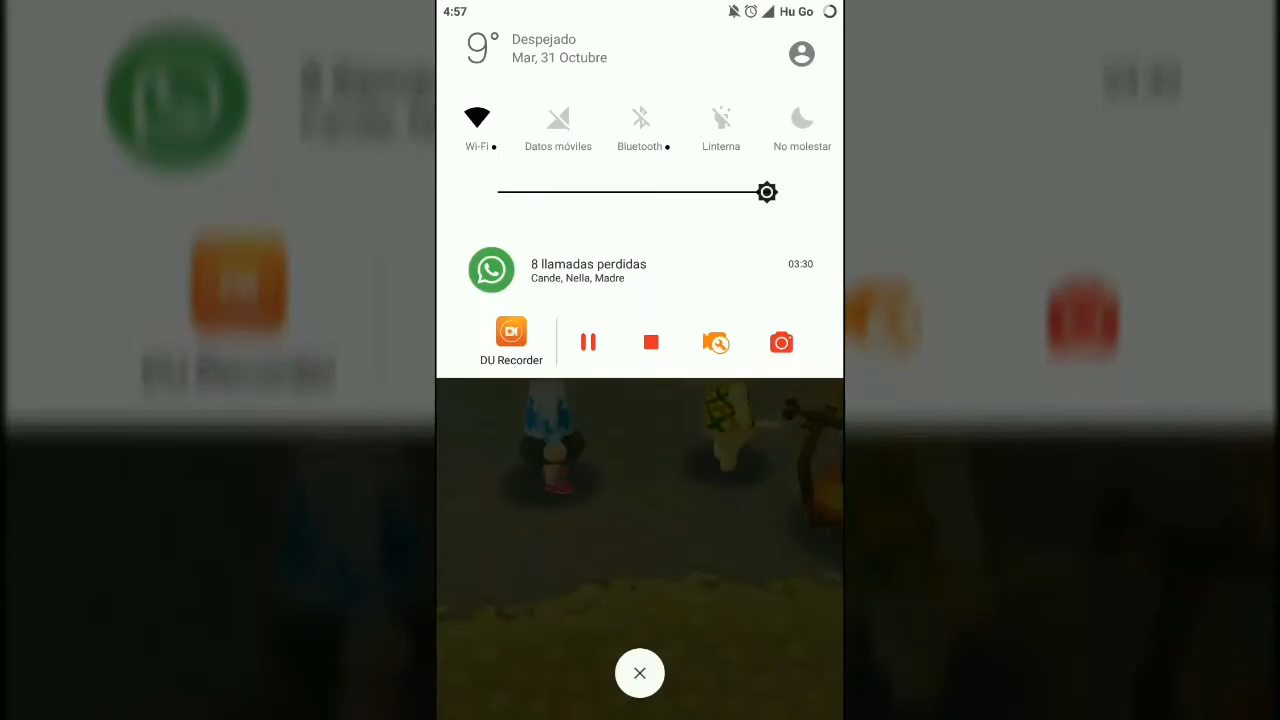 4:57
Hu Go
9°
Despejado
Mar, 31 Octubre
Wi-Fi
Datos móviles
Bluetooth
Linterna
No molestar
8 llamadas perdidas
03:30
Cande, Nella, Madre
DU Recorder